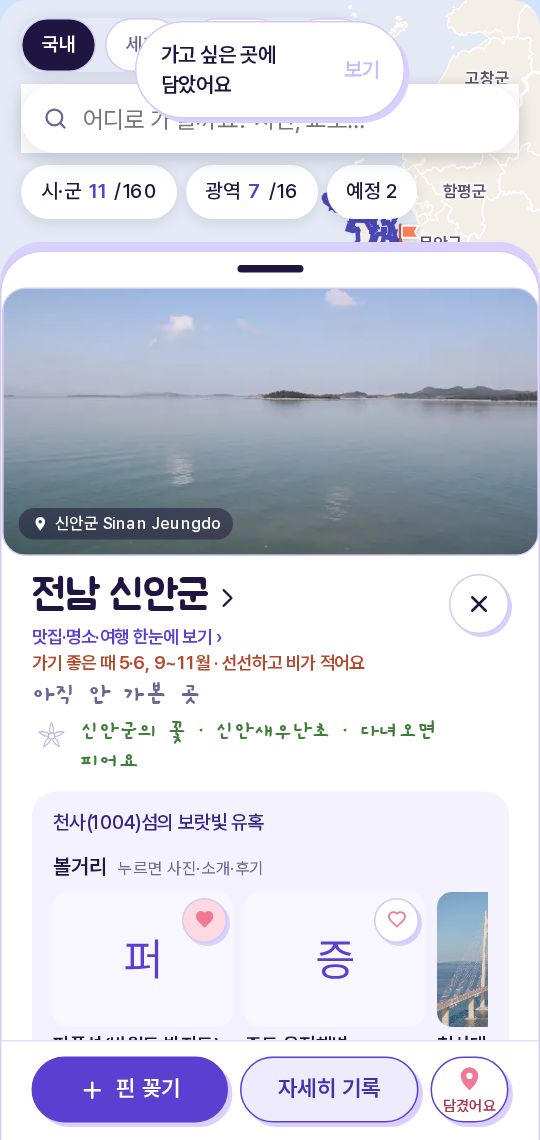 국내
가고 싶은 곳에
담았어요
보기
고창군
시·군 11 /160
광역 7 /16
예정 2
함평군
신안군 Sinan Jeungdo
전남 신안군
맛집·명소·여행 한눈에 보기 ›
가기 좋은 때 5·6, 9~11월 · 선선하고 비가 적어요
아직 안 가본 곳
신안군의 꽃 · 신안새우난초 · 다녀오면
피어요
천사(1004)섬의 보랏빛 유혹
볼거리 누르면 사진·소개·후기
퍼
증
+ 핀 꽂기
자세히 기록
담겼어요